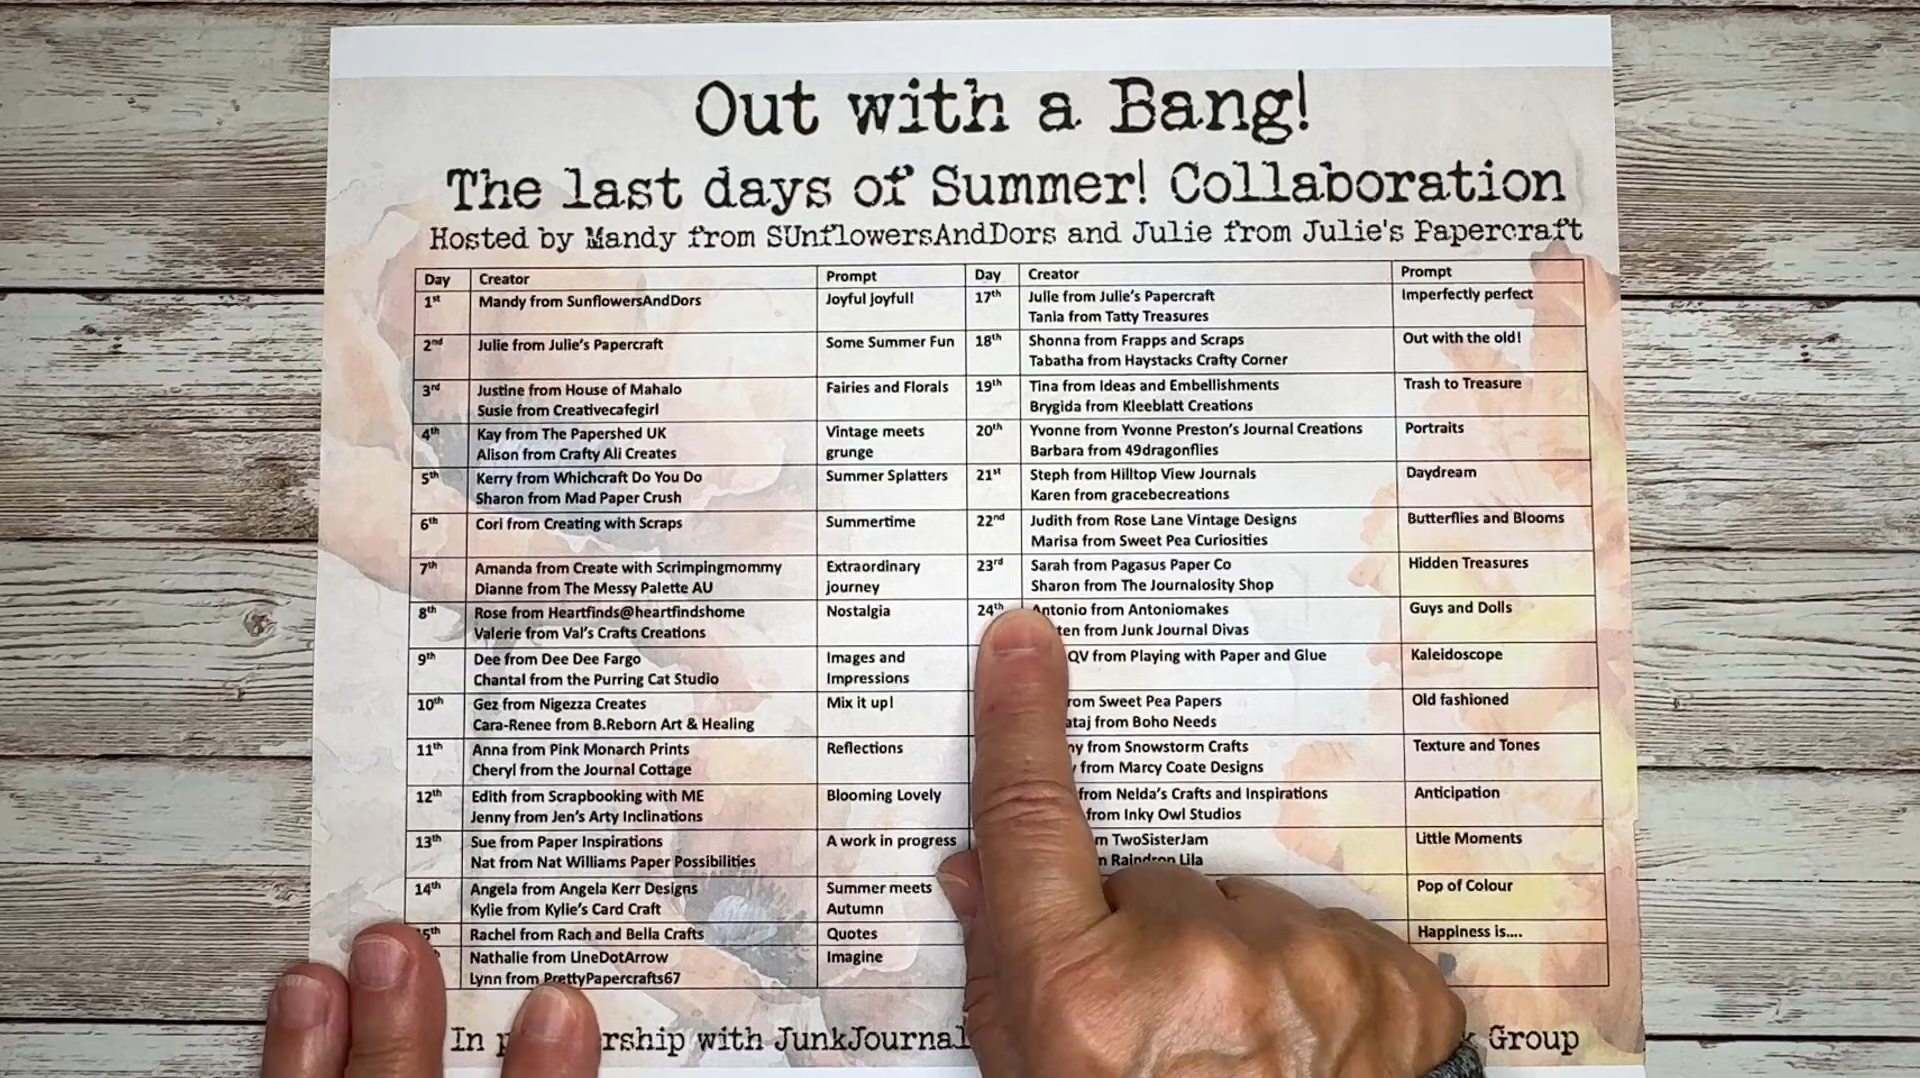 Out with a Bang!
The last days of Summer! Collaboration
Hosted by Mandy from SUnflowersAndDors and Julie from Julie's Papercraft
Day Creator Prompt Day Creator Prompt
1st Mandy from SunflowersAndDors Joyful Joyful! 17th Julie from Julie's Papercraft Imperfectly perfect
Tania from Tatty Treasures
2nd Julie from Julie's Papercraft Some Summer Fun 18th Shonna from Frapps and Scraps Out with the old!
Tabatha from Haystacks Crafty Corner
3rd Justine from House of Mahalo Fairies and Florals 19th Tina from Ideas and Embellishments Trash to Treasure
Susie from Creativecafegirl Brygida from Kleeblatt Creations
4th Kay from The Papershed UK Vintage meets 20th Yvonne from Yvonne Preston's Journal Creations Portraits
Alison from Crafty Ali Creates grunge Barbara from 49dragonflies
5th Kerry from Whichcraft Do You Do Summer Splatters 21st Steph from Hilltop View Journals Daydream
Sharon from Mad Paper Crush Karen from gracebecreations
6th Cori from Creating with Scraps Summertime 22nd Judith from Rose Lane Vintage Designs Butterflies and Blooms
Marisa from Sweet Pea Curiosities
7th Amanda from Create with Scrimpingmommy Extraordinary 23rd Sarah from Pagasus Paper Co Hidden Treasures
Dianne from The Messy Palette AU journey Sharon from The Journalosity Shop
8th Rose from Heartfinds@heartfindshome Nostalgia 24th Antonio from Antoniomakes Guys and Dolls
Valerie from Val's Crafts Creations from Junk Journal Divas
9th Dee from Dee Dee Fargo Images and QV from Playing with Paper and Glue Kaleidoscope
Chantal from the Purring Cat Studio Impressions
10th Gez from Nigezza Creates Mix it up! from Sweet Pea Papers Old fashioned
Cara-Renee from B.Reborn Art & Healing from Boho Needs
11th Anna from Pink Monarch Prints Reflections from Snowstorm Crafts Texture and Tones
Cheryl from the Journal Cottage from Marcy Coate Designs
12th Edith from Scrapbooking with ME Blooming Lovely from Nelda's Crafts and Inspirations Anticipation
Jenny from Jen's Arty Inclinations from Inky Owl Studios
13th Sue from Paper Inspirations A work in progress TwoSisterJam Little Moments
Nat from Nat Williams Paper Possibilities Raindrop Lila
14th Angela from Angela Kerr Designs Summer meets Pop of Colour
Kylie from Kylie's Card Craft Autumn
Rachel from Rach and Bella Crafts Quotes Happiness is....
Nathalie from LineDotArrow Imagine
Lynn from PrettyPapercrafts67
In with JunkJournal Group